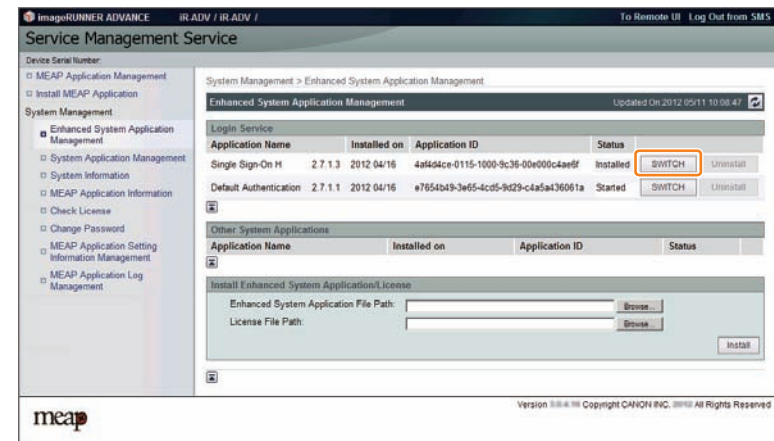 imageRUNNER ADVANCE iR-ADV / iR-ADV / To Remote UI Log Out from SMS
Service Management Service
Device Serial Number:
MEAP Application Management
Install MEAP Application
System Management
Enhanced System Application Management
System Application Management
System Information
MEAP Application Information
Check License
Change Password
MEAP Application Setting Information Management
MEAP Application Log Management
System Management > Enhanced System Application Management
Enhanced System Application Management Updated On:2012 05/11 10:08:47
Login Service
Application Name Installed on Application ID Status
Single Sign-On H 2.7.1.3 2012 04/16 4af4d4ce-0115-1000-9c36-00e000c4ae6f Installed SWITCH Uninstall
Default Authentication 2.7.1.1 2012 04/16 e7654b49-3e65-4cd5-9d29-c4a5a436061a Started SWITCH Uninstall
Other System Applications
Application Name Installed on Application ID Status
Install Enhanced System Application/License
Enhanced System Application File Path: Browse...
License File Path: Browse...
Install
Version Copyright CANON INC. All Rights Reserved
meap